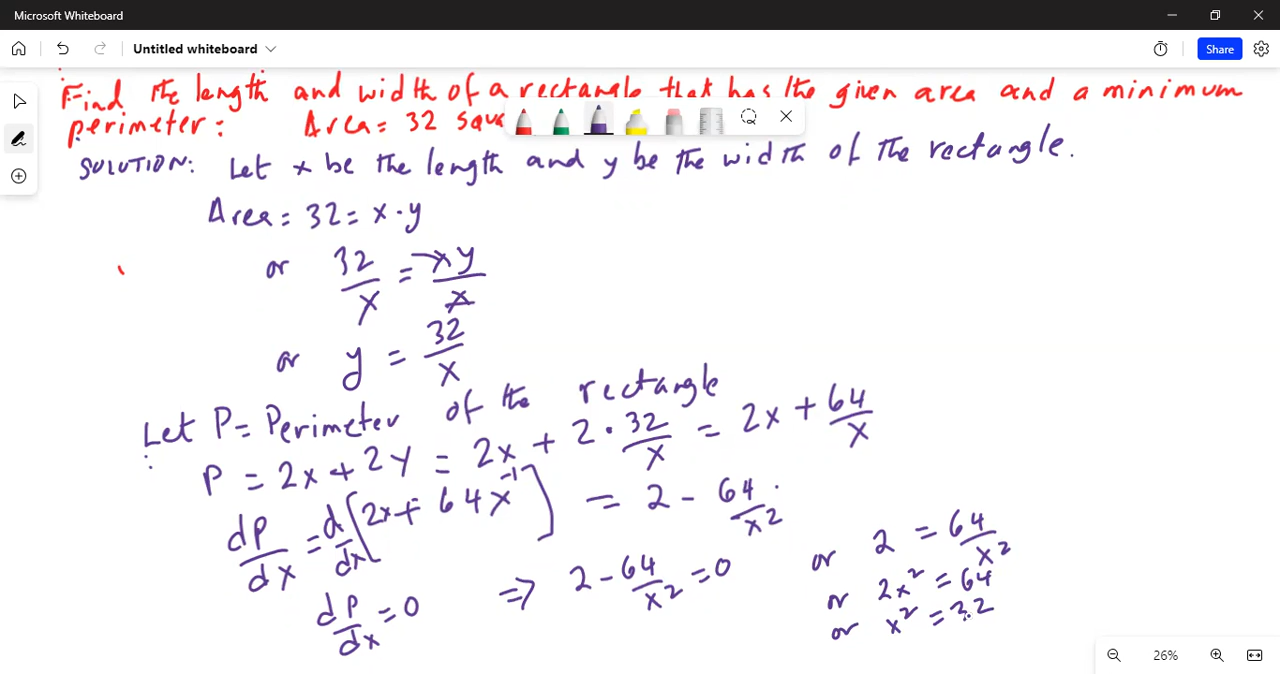 Microsoft Whiteboard
Untitled whiteboard
Share
Find the length and width of a rectangle that has the given area and a minimum
perimeter: Area = 32
SOLUTION: Let x be the length and y be the width of the rectangle.
Area = 32 = x · y
or 32/x = xy/x
or y = 32/x
Let P = Perimeter of the rectangle
P = 2x + 2y = 2x + 2 · 32/x = 2x + 64/x
dP/dx = d/dx [2x + 64x⁻¹] = 2 - 64/x²
dP/dx = 0 ⇒ 2 - 64/x² = 0
or 2 = 64/x²
or 2x² = 64
or x² = 32
26%